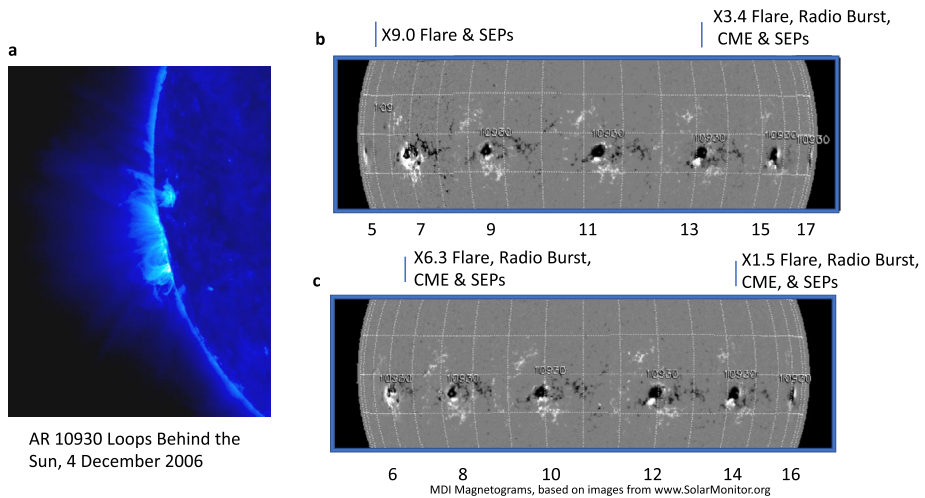 a
AR 10930 Loops Behind the
Sun, 4 December 2006
b
X9.0 Flare & SEPs
X3.4 Flare, Radio Burst,
CME & SEPs
109
10930
10930
10930
10930
10930
5 7 9 11 13 15 17
c
X6.3 Flare, Radio Burst,
CME & SEPs
X1.5 Flare, Radio Burst,
CME, & SEPs
10930
10930
10930
10930
10930
10930
6 8 10 12 14 16
MDI Magnetograms, based on images from www.SolarMonitor.org